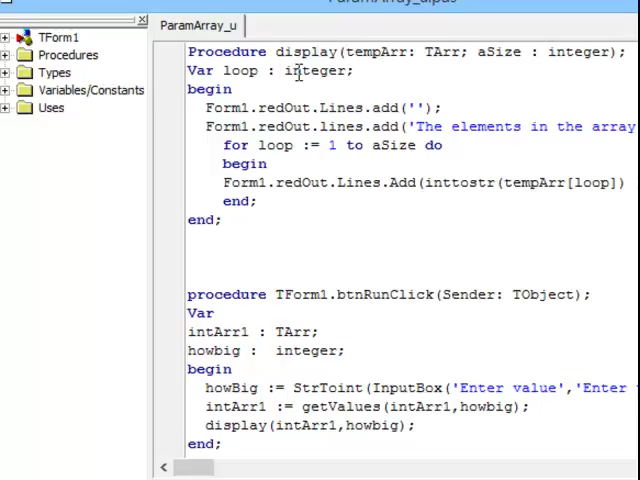 ParamArray_u
TForm1
Procedures
Types
Variables/Constants
Uses
Procedure display(tempArr: TArr; aSize : integer);
Var loop : integer;
begin
Form1.redOut.Lines.add('');
Form1.redOut.lines.add('The elements in the array
for loop := 1 to aSize do
begin
Form1.redOut.Lines.Add(inttostr(tempArr[loop])
end;
end;
procedure TForm1.btnRunClick(Sender: TObject);
Var
intArr1 : TArr;
howbig :  integer;
begin
howBig := StrToint(InputBox('Enter value','Enter
intArr1 := getValues(intArr1,howbig);
display(intArr1,howbig);
end;